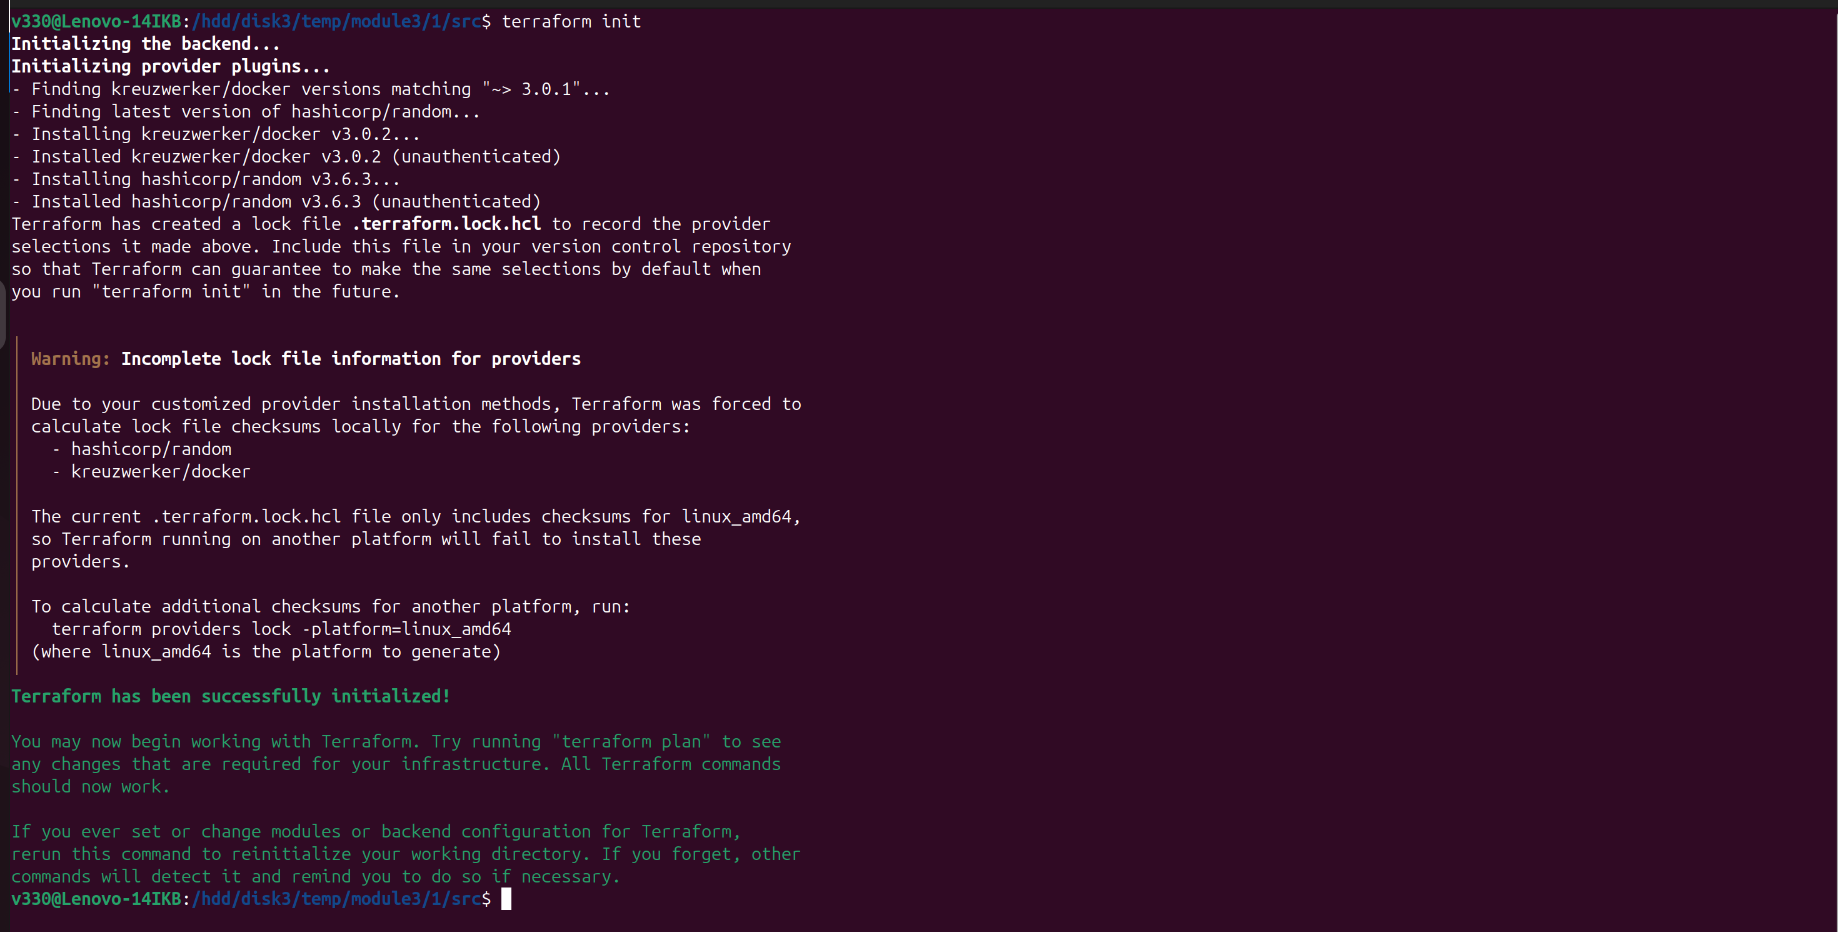 v330@Lenovo-14IKB:/hdd/disk3/temp/module3/1/src$ terraform init
Initializing the backend...
Initializing provider plugins...
- Finding kreuzwerker/docker versions matching "~> 3.0.1"...
- Finding latest version of hashicorp/random...
- Installing kreuzwerker/docker v3.0.2...
- Installed kreuzwerker/docker v3.0.2 (unauthenticated)
- Installing hashicorp/random v3.6.3...
- Installed hashicorp/random v3.6.3 (unauthenticated)
Terraform has created a lock file .terraform.lock.hcl to record the provider
selections it made above. Include this file in your version control repository
so that Terraform can guarantee to make the same selections by default when
you run "terraform init" in the future.
Warning: Incomplete lock file information for providers
Due to your customized provider installation methods, Terraform was forced to
calculate lock file checksums locally for the following providers:
- hashicorp/random
- kreuzwerker/docker
The current .terraform.lock.hcl file only includes checksums for linux_amd64,
so Terraform running on another platform will fail to install these
providers.
To calculate additional checksums for another platform, run:
terraform providers lock -platform=linux_amd64
(where linux_amd64 is the platform to generate)
Terraform has been successfully initialized!
You may now begin working with Terraform. Try running "terraform plan" to see
any changes that are required for your infrastructure. All Terraform commands
should now work.
If you ever set or change modules or backend configuration for Terraform,
rerun this command to reinitialize your working directory. If you forget, other
commands will detect it and remind you to do so if necessary.
v330@Lenovo-14IKB:/hdd/disk3/temp/module3/1/src$